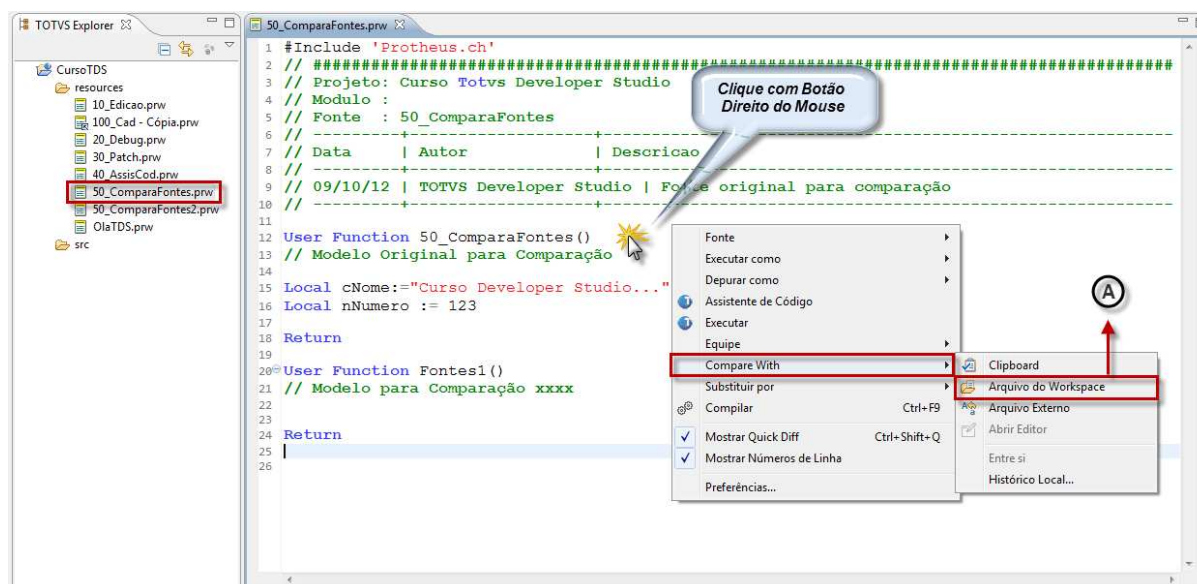 TOTVS Explorer
CursoTDS
resources
10_Edicao.prw
100_Cad - Cópia.prw
20_Debug.prw
30_Patch.prw
40_AssisCod.prw
50_ComparaFontes.prw
50_ComparaFontes2.prw
OlaTDS.prw
src
50_ComparaFontes.prw
1 #Include 'Protheus.ch'
2 // ##########################################################################################
3 // Projeto: Curso Totvs Developer Studio
4 // Modulo :
5 // Fonte : 50_ComparaFontes
6 // ----------+-----------------------+-------------------------------------------------------
7 // Data | Autor | Descricao
8 // ----------+-----------------------+-------------------------------------------------------
9 // 09/10/12 | TOTVS Developer Studio | Fonte original para comparação
10 // ----------+-----------------------+-------------------------------------------------------
11
12 User Function 50_ComparaFontes()
13 // Modelo Original para Comparação
14
15 Local cNome:="Curso Developer Studio..."
16 Local nNumero := 123
17
18 Return
19
20 User Function Fontes1()
21 // Modelo para Comparação xxxx
22
23
24 Return
25
26
Clique com Botão
Direito do Mouse
Fonte
Executar como
Depurar como
Assistente de Código
Executar
Equipe
Compare With
Substituir por
Compilar Ctrl+F9
Mostrar Quick Diff Ctrl+Shift+Q
Mostrar Números de Linha
Preferências...
A
Clipboard
Arquivo do Workspace
Arquivo Externo
Abrir Editor
Entre si
Histórico Local...